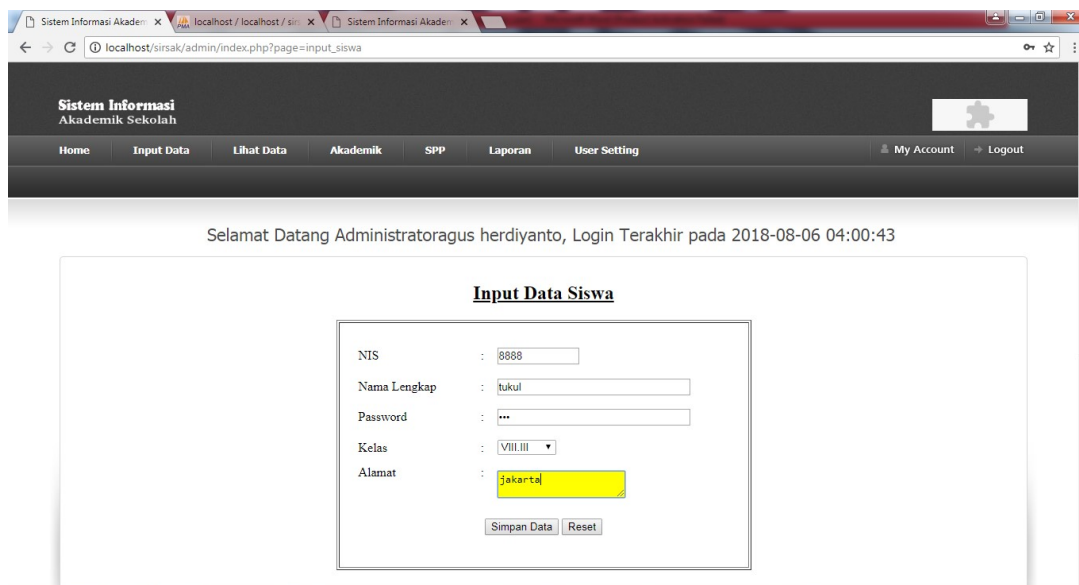 Sistem Informasi Akadem
localhost / localhost / sir
Sistem Informasi Akadem
localhost/sirsak/admin/index.php?page=input_siswa
Sistem Informasi
Akademik Sekolah
Home Input Data Lihat Data Akademik SPP Laporan User Setting My Account Logout
Selamat Datang Administratoragus herdiyanto, Login Terakhir pada 2018-08-06 04:00:43
Input Data Siswa
NIS : 8888
Nama Lengkap : tukul
Password : •••
Kelas : VIII.III
Alamat : jakarta
Simpan Data Reset